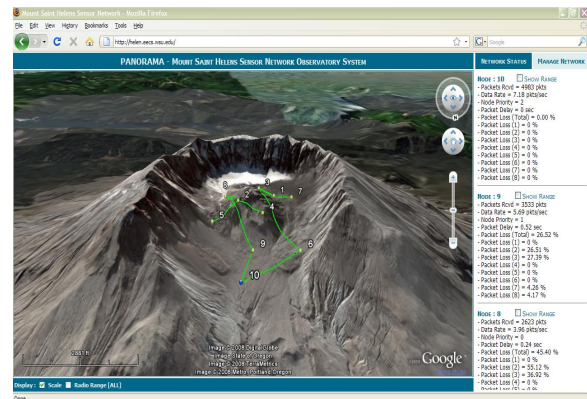 Mount Saint Helens Sensor Network - Mozilla Firefox
File Edit View History Bookmarks Tools Help
http://helen.eecs.wsu.edu/
Google
PANORAMA - MOUNT SAINT HELENS SENSOR NETWORK OBSERVATORY SYSTEM
NETWORK STATUS MANAGE NETWORK
NODE : 10 SHOW RANGE
- Packets Rcvd = 4983 pkts
- Data Rate = 7.18 pkts/sec
- Node Priority = 2
- Packet Delay = 0 sec
- Packet Loss (Total) = 0.00 %
- Packet Loss (1) = 0 %
- Packet Loss (2) = 0 %
- Packet Loss (3) = 0 %
- Packet Loss (4) = 0 %
- Packet Loss (5) = 0 %
- Packet Loss (6) = 0 %
- Packet Loss (7) = 0 %
- Packet Loss (8) = 0 %
NODE : 9 SHOW RANGE
- Packets Rcvd = 3533 pkts
- Data Rate = 5.69 pkts/sec
- Node Priority = 1
- Packet Delay = 0.52 sec
- Packet Loss (Total) = 26.52 %
- Packet Loss (1) = 0 %
- Packet Loss (2) = 26.51 %
- Packet Loss (3) = 27.39 %
- Packet Loss (4) = 0 %
- Packet Loss (5) = 0 %
- Packet Loss (6) = 0 %
- Packet Loss (7) = 4.26 %
- Packet Loss (8) = 4.17 %
NODE : 8 SHOW RANGE
- Packets Rcvd = 2623 pkts
- Data Rate = 3.96 pkts/sec
- Node Priority = 0
- Packet Delay = 0.24 sec
- Packet Loss (Total) = 45.40 %
- Packet Loss (1) = 0 %
- Packet Loss (2) = 55.12 %
- Packet Loss (3) = 36.92 %
- Packet Loss (4) = 0 %
- Packet Loss (5) = 0 %
N
3
8 2 1 7
4
5
9 6
10
2881 ft
Image © 2008 DigitalGlobe
Image State of Oregon
Image © 2008 TerraMetrics
Image © 2008 Metro, Portland Oregon
Google
Display : Scale Radio Range [ALL]
Done